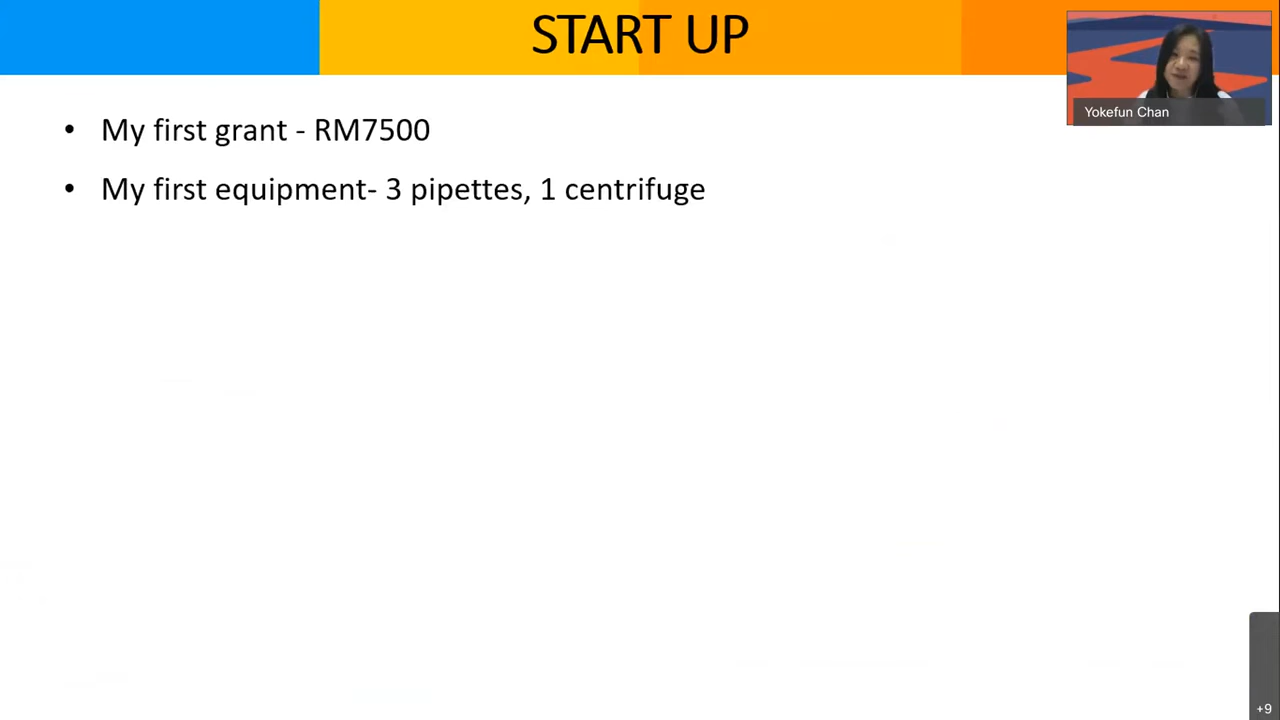 START UP
Yokefun Chan
• My first grant - RM7500
• My first equipment- 3 pipettes, 1 centrifuge
+9